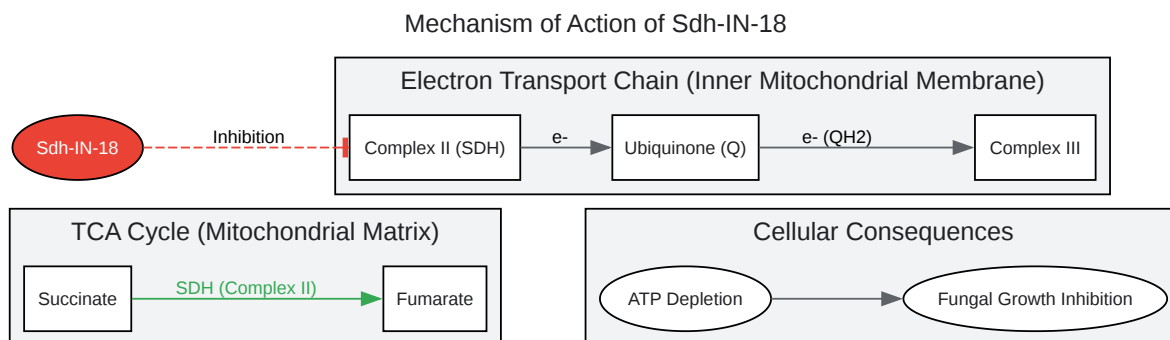 Mechanism of Action of Sdh-IN-18
Electron Transport Chain (Inner Mitochondrial Membrane)
Sdh-IN-18
Inhibition
Complex II (SDH)
e-
Ubiquinone (Q)
e- (QH2)
Complex III
TCA Cycle (Mitochondrial Matrix)
Succinate
SDH (Complex II)
Fumarate
Cellular Consequences
ATP Depletion
Fungal Growth Inhibition